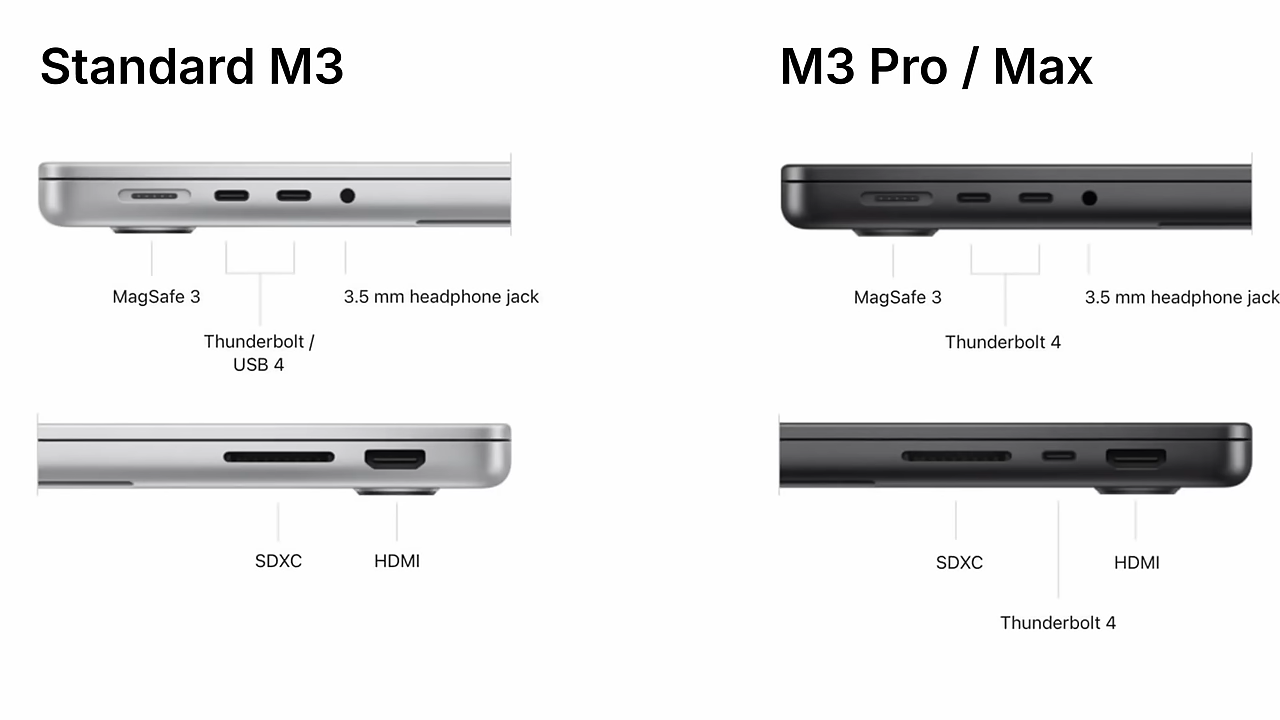 Standard M3
MagSafe 3
3.5 mm headphone jack
Thunderbolt /
USB 4
SDXC
HDMI
M3 Pro / Max
MagSafe 3
3.5 mm headphone jack
Thunderbolt 4
SDXC
HDMI
Thunderbolt 4